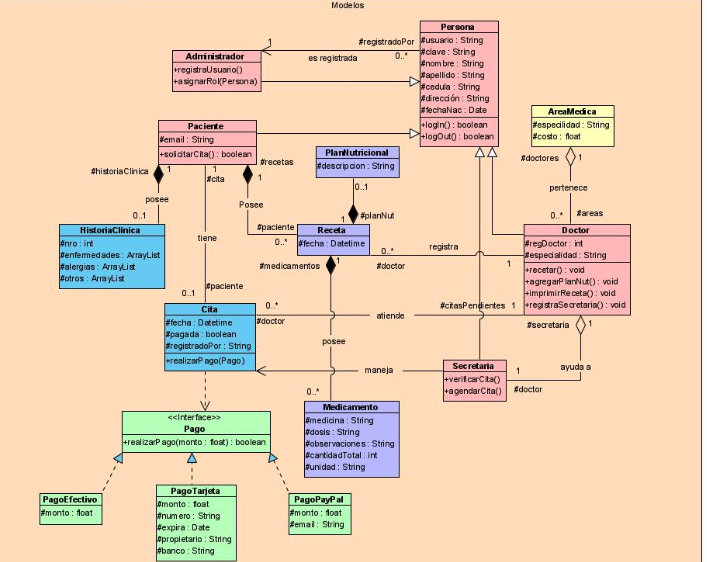 Modelos
Persona
#usuario : String
#clave : String
#nombre : String
#apellido : String
#cedula : String
#dirección : String
#fechaNac : Date
+logIn() : boolean
+logOut() : boolean
1
#registradoPor
es registrada
0..*
Administrador
+registraUsuario()
+asignarRol(Persona)
AreaMedica
#especilidad : String
#costo : float
Paciente
#email : String
+solicitarCita() : boolean
PlanNutricional
#descripcion : String
#historiaClinica
1
1
#cita
1
#recetas
#doctores
1
posee
0..1
Posee
0..1
#planNut
1
pertenece
0..*
#areas
HistoriaClinica
#nro : int
#enfermedades : ArrayList
#alergias : ArrayList
#otros : ArrayList
tiene
#paciente
0..*
Receta
#fecha : Datetime
0..*
registra
#doctor
1
Doctor
#regDoctor : int
#especialidad : String
+recetar() : void
+agregarPlanNut() : void
+imprimirReceta() : void
+registraSecretaria() : void
#medicamentos
1
#paciente
0..1
Cita
#fecha : Datetime
#pagada : boolean
#registradoPor : String
+realizarPago(Pago)
0..*
#doctor
atiende
#citasPendientes
1
#secretaria
1
posee
maneja
Secretaria
+verificarCita()
+agendarCita()
1
#doctor
ayuda a
0..*
Medicamento
#medicina : String
#dosis : String
#observaciones : String
#cantidadTotal : int
#unidad : String
<<Interface>>
Pago
+realizarPago(monto : float) : boolean
PagoEfectivo
#monto : float
PagoTarjeta
#monto : float
#numero : String
#expira : Date
#propietario : String
#banco : String
PagoPayPal
#monto : float
#email : String